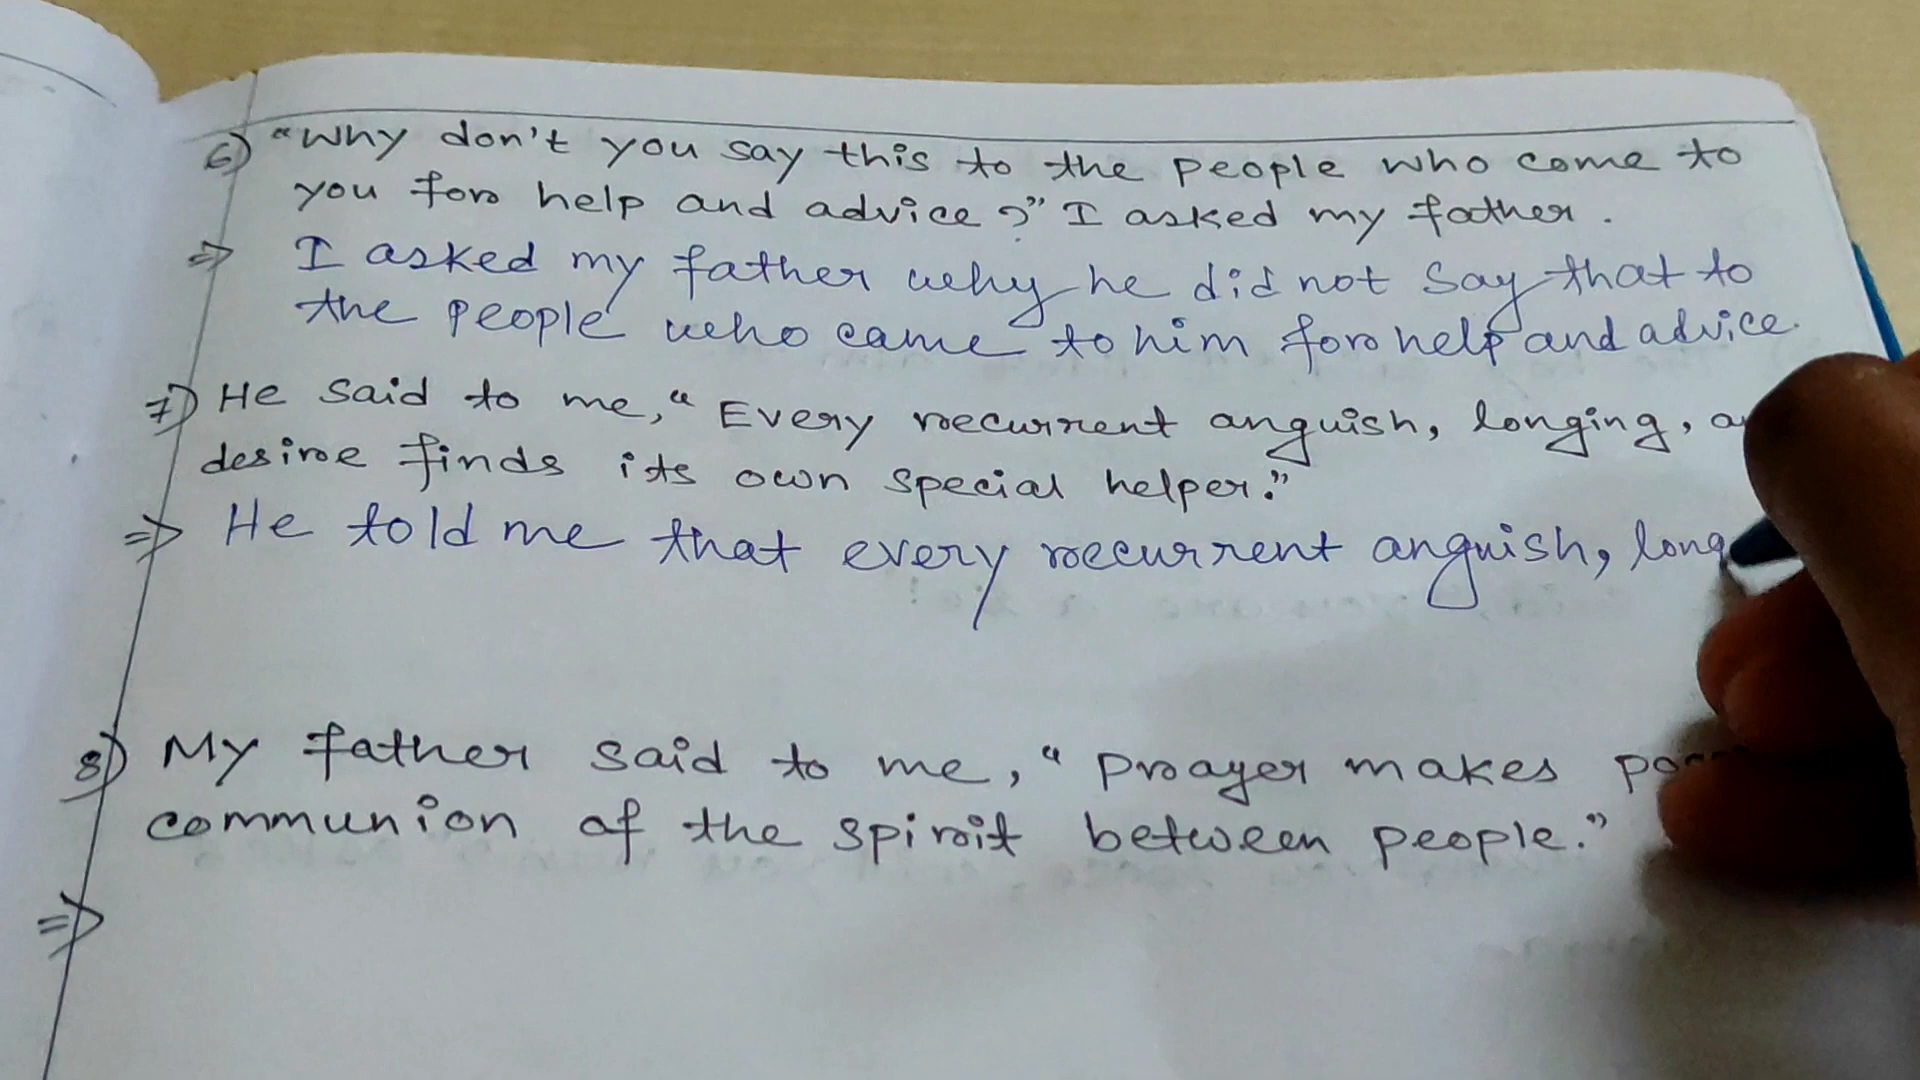 6) "Why don't you say this to the people who come to
you for help and advice?" I asked my father.
⇒ I asked my father why he did not say that to
the people who came to him for help and advice.
7) He said to me, "Every recurrent anguish, longing,
desire finds its own special helper."
⇒ He told me that every recurrent anguish, long
8) My father said to me, "prayer makes
communion of the spirit between people."
⇒